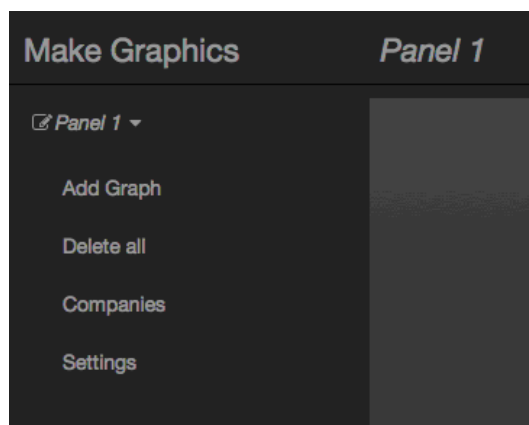 Make Graphics
Panel 1
Panel 1
Add Graph
Delete all
Companies
Settings